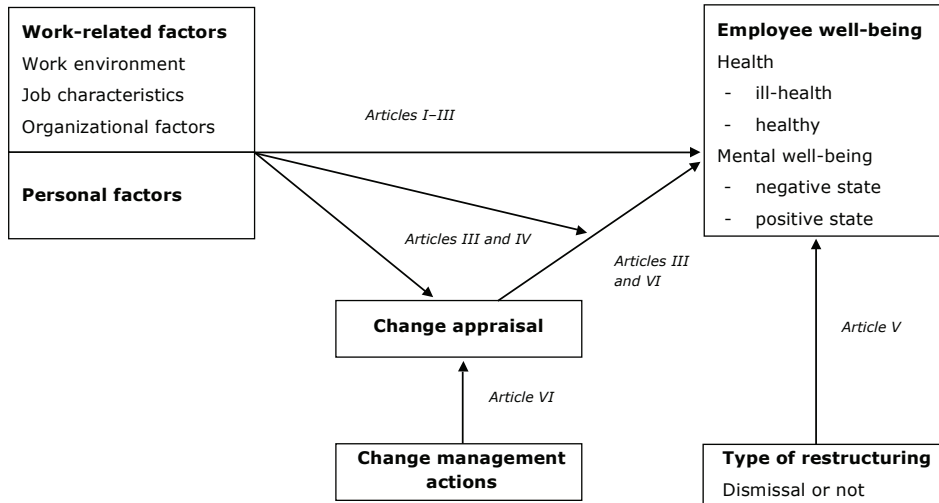 Work-related factors
Work environment
Job characteristics
Organizational factors
Personal factors
Articles I–III
Employee well-being
Health
- ill-health
- healthy
Mental well-being
- negative state
- positive state
Articles III and IV
Articles III
and VI
Change appraisal
Article V
Article VI
Change management
actions
Type of restructuring
Dismissal or not